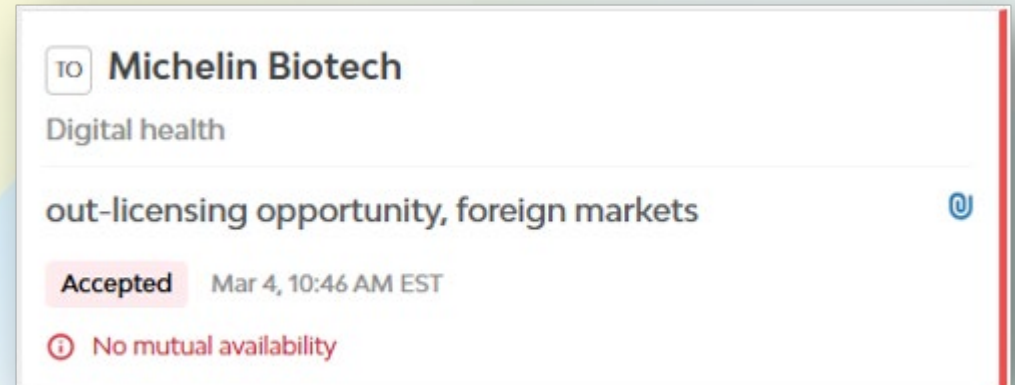 TO Michelin Biotech
Digital health
out-licensing opportunity, foreign markets
Accepted Mar 4, 10:46 AM EST
No mutual availability